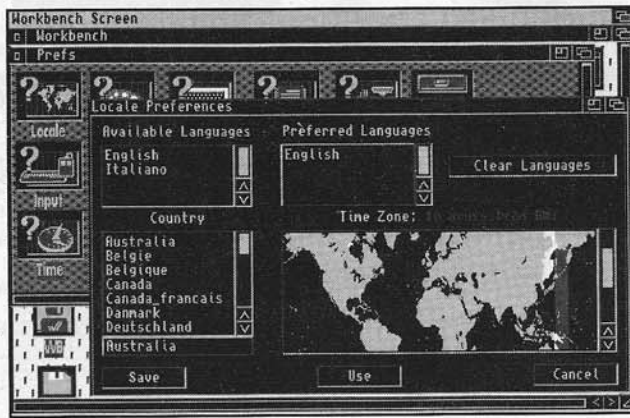 Workbench Screen
Workbench
Prefs
Locale Preferences
Locale
Input
Time
Available Languages
English
Italiano
Preferred Languages
English
Clear Languages
Country
Australia
Belgie
Belgique
Canada
Canada_francais
Danmark
Deutschland
Australia
Time Zone:
Save
Use
Cancel